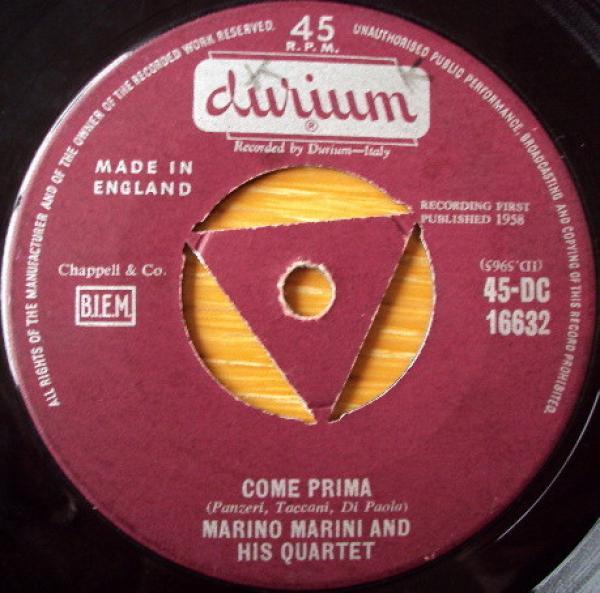 ALL RIGHTS OF THE MANUFACTURER AND OF THE OWNER OF THE RECORDED WORK RESERVED.
UNAUTHORISED PUBLIC PERFORMANCE, BROADCASTING AND COPYING OF THIS RECORD PROHIBITED.
45
R.P.M.
durium
®
Recorded by Durium—Italy
MADE IN
ENGLAND
RECORDING FIRST
PUBLISHED 1958
Chappell & Co.
B.I.E.M.
(ID.5965)
45-DC
16632
COME PRIMA
(Panzeri, Taccani, Di Paola)
MARINO MARINI AND
HIS QUARTET